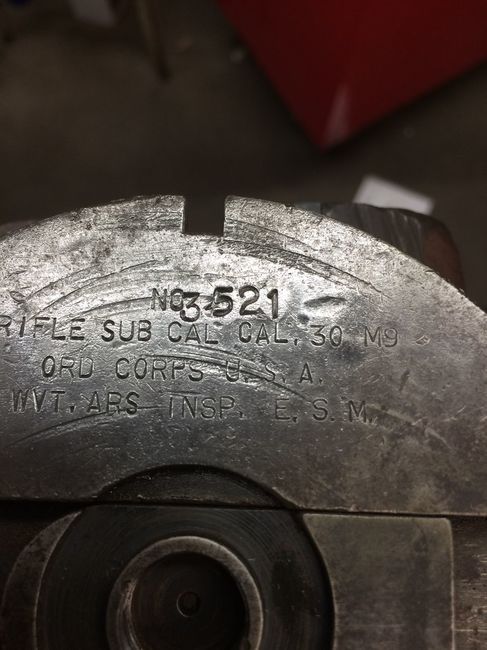 NO 3521
RIFLE SUB CAL CAL. 30 M9
ORD CORPS U.S.A.
WVT. ARS INSP. E.S.M.